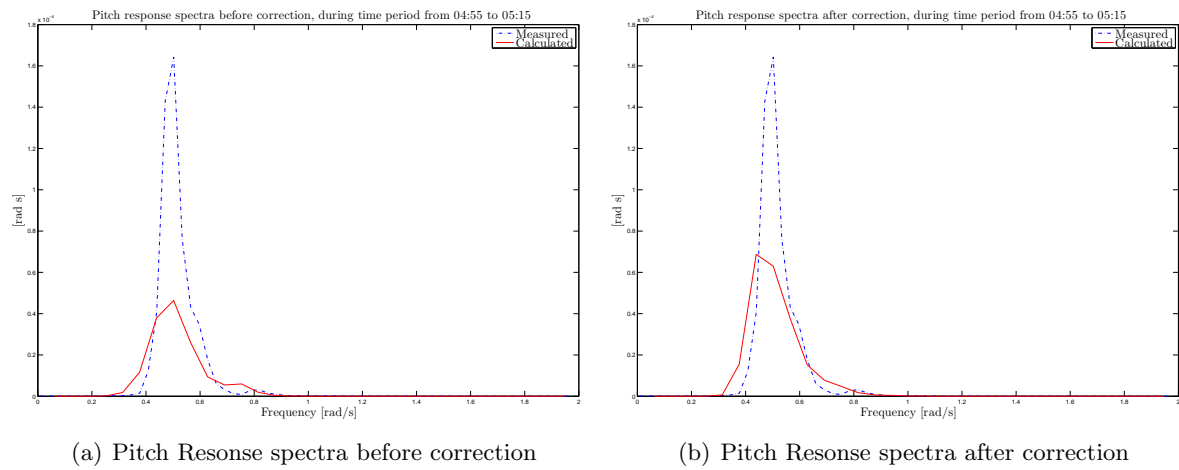 Pitch response spectra before correction, during time period from 04:55 to 05:15
x 10⁻⁴
1.8
1.6
1.4
1.2
1
0.8
0.6
0.4
0.2
0
[rad s]
Measured
Calculated
0 0.2 0.4 0.6 0.8 1 1.2 1.4 1.6 1.8 2
Frequency [rad/s]
(a) Pitch Resonse spectra before correction
Pitch response spectra after correction, during time period from 04:55 to 05:15
x 10⁻⁴
1.8
1.6
1.4
1.2
1
0.8
0.6
0.4
0.2
0
[rad s]
Measured
Calculated
0 0.2 0.4 0.6 0.8 1 1.2 1.4 1.6 1.8 2
Frequency [rad/s]
(b) Pitch Resonse spectra after correction